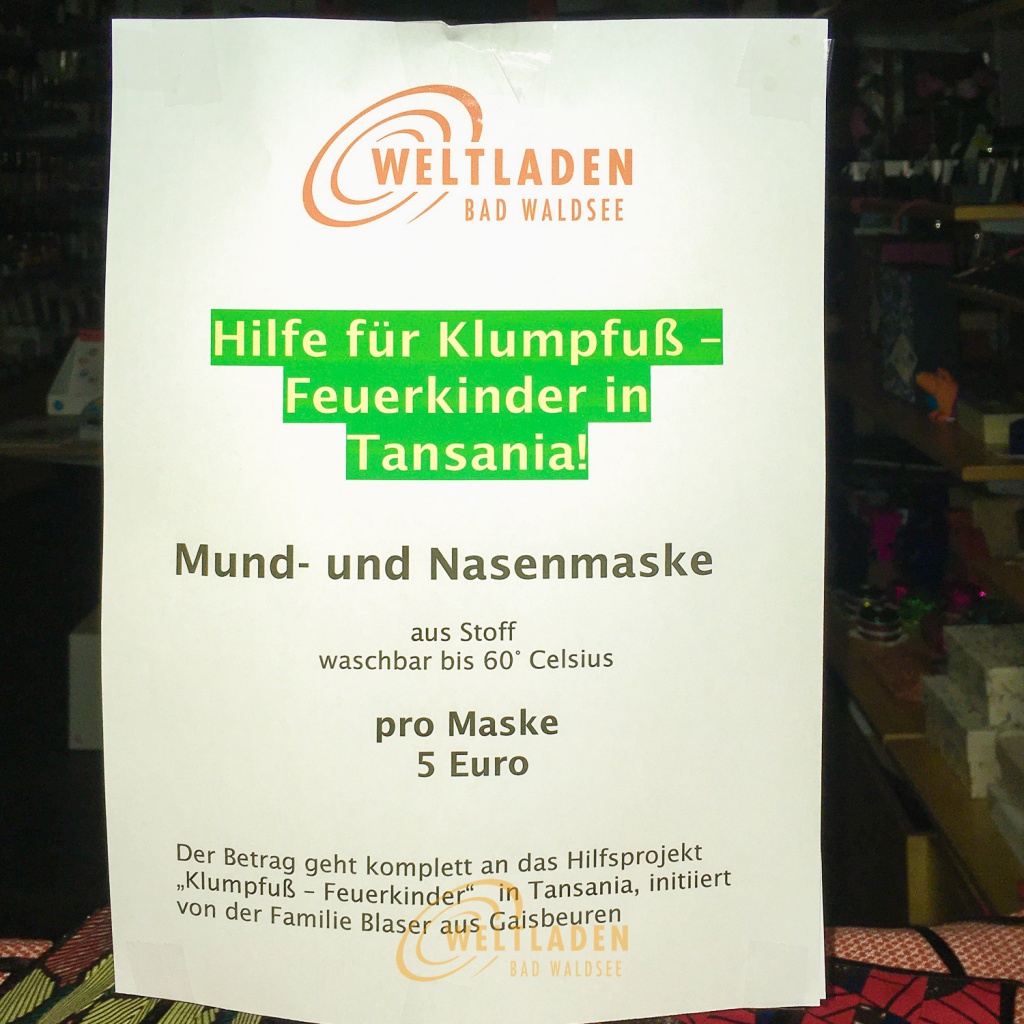 WELTLADEN
BAD WALDSEE
Hilfe für Klumpfuß –
Feuerkinder in
Tansania!
Mund- und Nasenmaske
aus Stoff
waschbar bis 60° Celsius
pro Maske
5 Euro
Der Betrag geht komplett an das Hilfsprojekt
„Klumpfuß – Feuerkinder“ in Tansania, initiiert
von der Familie Blaser aus Gaisbeuren
WELTLADEN
BAD WALDSEE